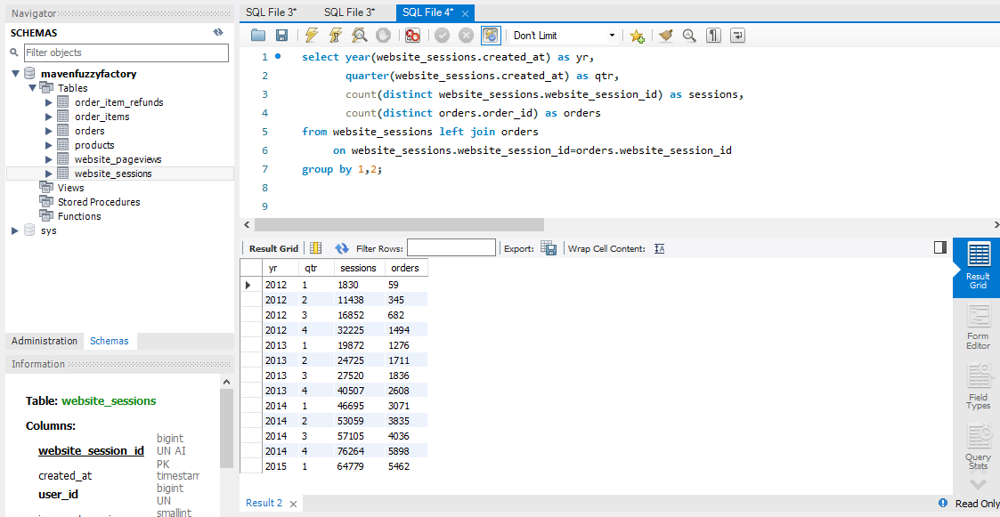 Navigator
SCHEMAS
Filter objects
mavenfuzzyfactory
Tables
order_item_refunds
order_items
orders
products
website_pageviews
website_sessions
Views
Stored Procedures
Functions
sys
Administration Schemas
Information
Table: website_sessions
Columns:
website_session_id bigint
UN AI
PK
created_at timestam
user_id bigint
UN
smallint
SQL File 3* SQL File 3* SQL File 4*
Don't Limit
1 select year(website_sessions.created_at) as yr,
2 quarter(website_sessions.created_at) as qtr,
3 count(distinct website_sessions.website_session_id) as sessions,
4 count(distinct orders.order_id) as orders
5 from website_sessions left join orders
6 on website_sessions.website_session_id=orders.website_session_id
7 group by 1,2;
8
9
Result Grid Filter Rows: Export: Wrap Cell Content:
yr qtr sessions orders
2012 1 1830 59
2012 2 11438 345
2012 3 16852 682
2012 4 32225 1494
2013 1 19872 1276
2013 2 24725 1711
2013 3 27520 1836
2013 4 40507 2608
2014 1 46695 3071
2014 2 53059 3835
2014 3 57105 4036
2014 4 76264 5898
2015 1 64779 5462
Result
Grid
Form
Editor
Field
Types
Query
Stats
Result 2
Read Only